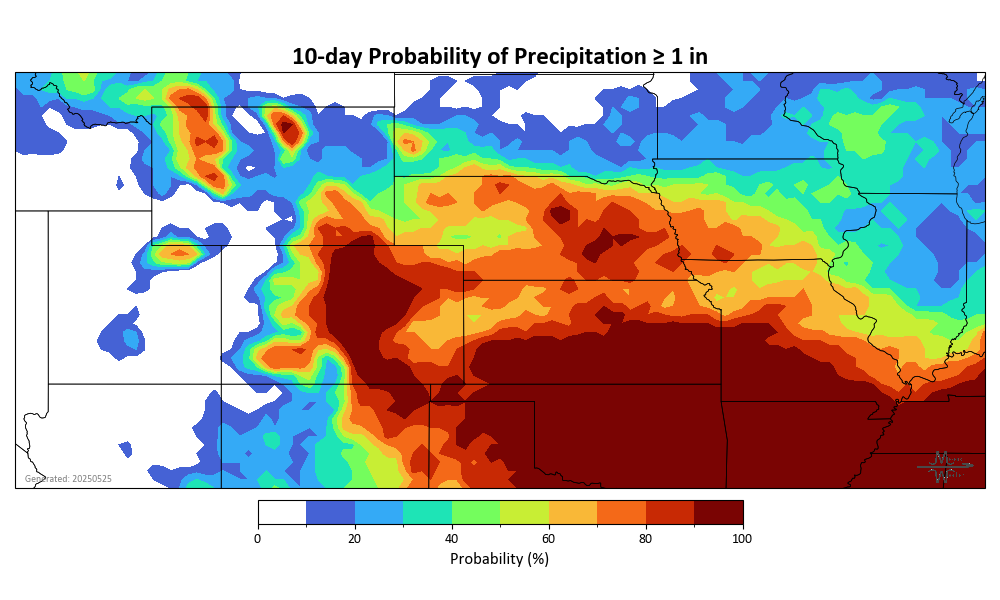 10-day Probability of Precipitation ≥ 1 in
Generated: 20250525
0 20 40 60 80 100
Probability (%)